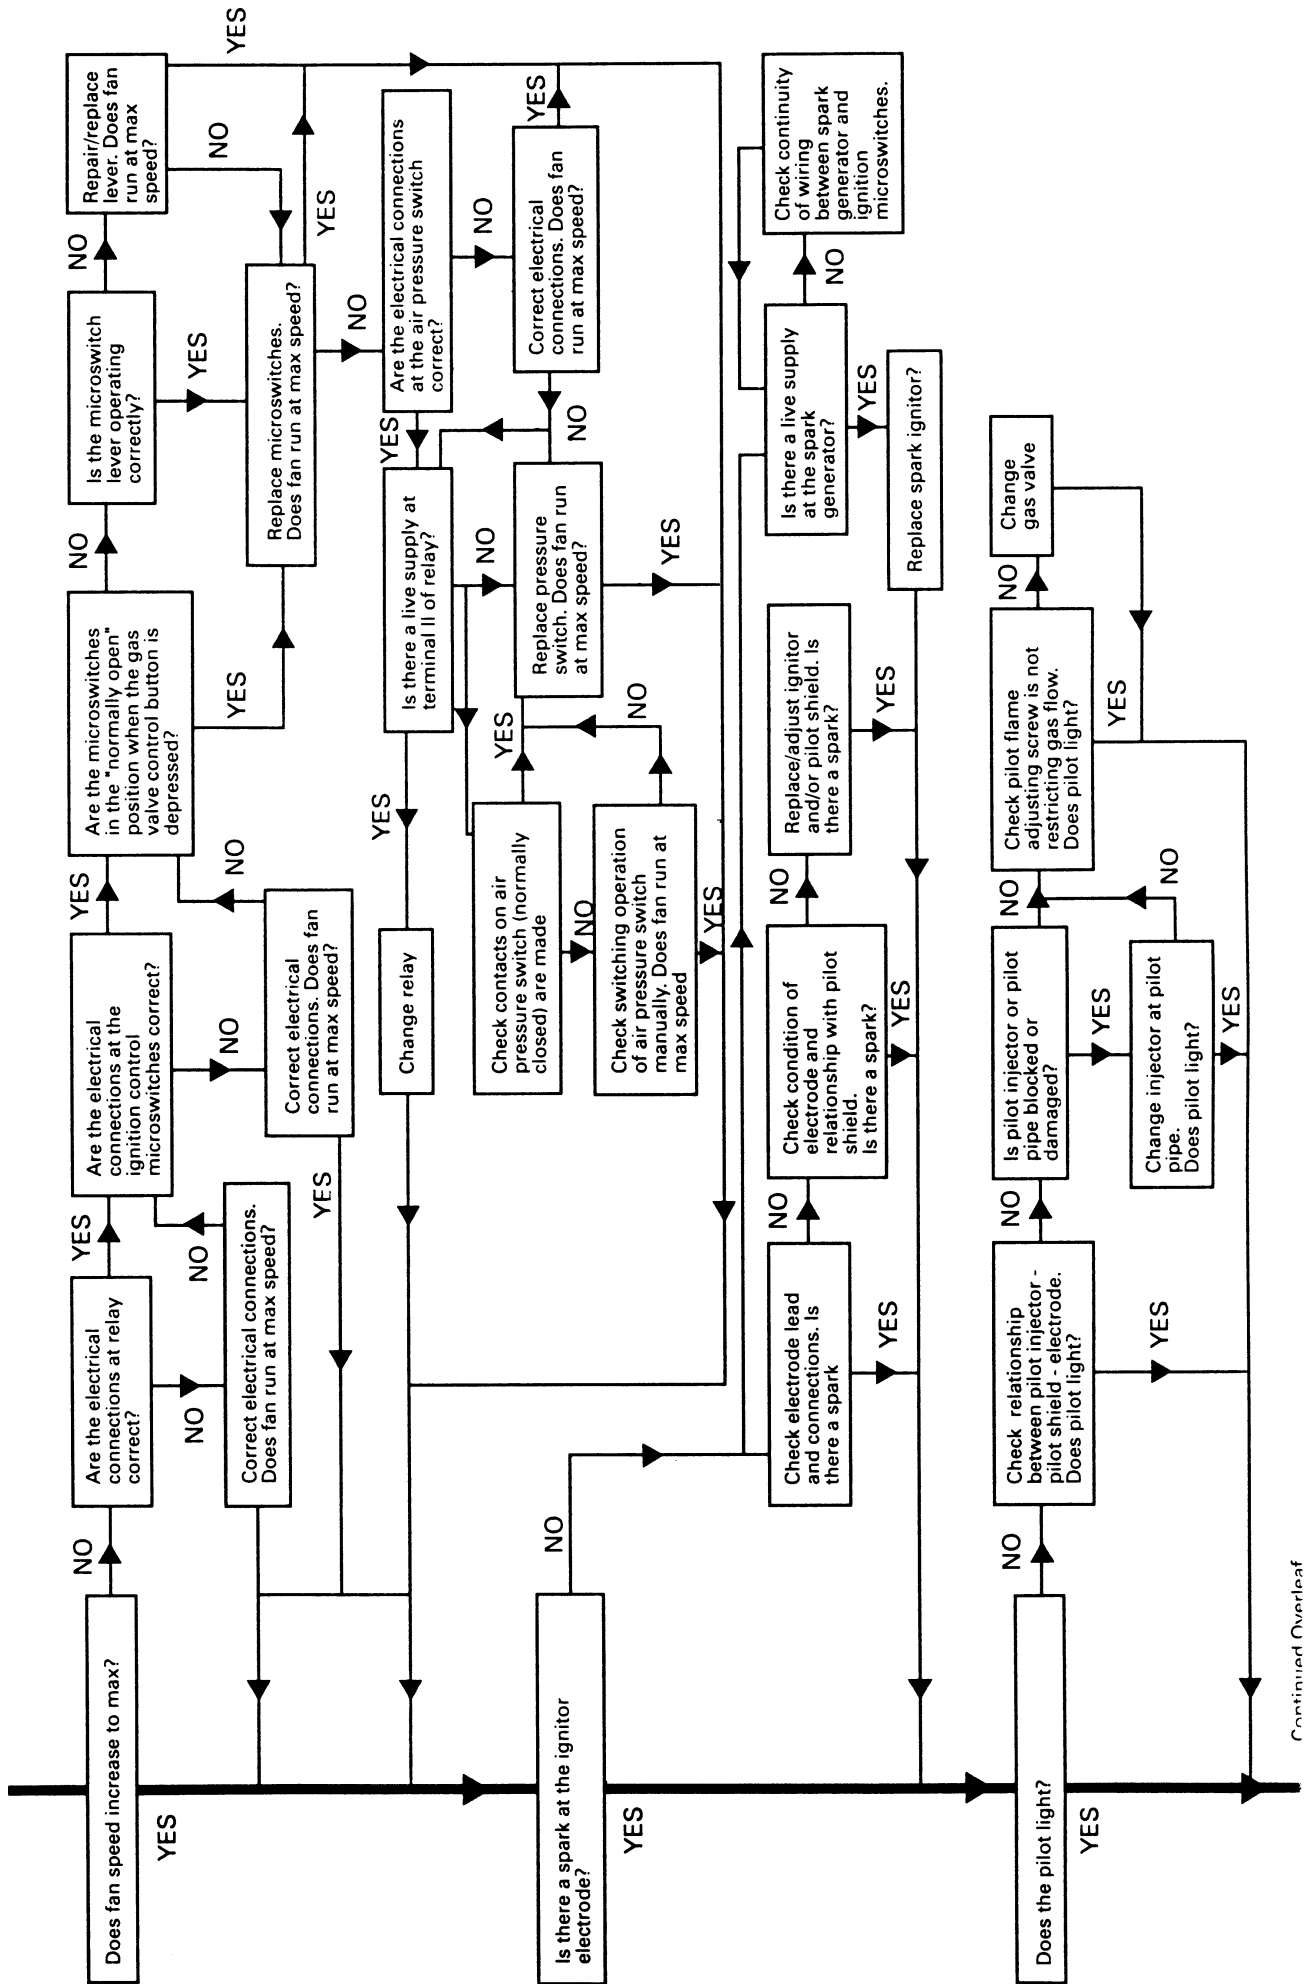 Does fan speed increase to max?
YES
NO
Are the electrical
connections at relay
correct?
YES
NO
Correct electrical connections.
Does fan run at max speed?
NO
Are the electrical
connections at the
ignition control
microswitches correct?
YES
NO
Correct electrical
connections. Does fan
run at max speed?
YES
NO
Are the microswitches
in the "normally open"
position when the gas
valve control button is
depressed?
NO
YES
Is the microswitch
lever operating
correctly?
NO
YES
Repair/replace
lever. Does fan
run at max
speed?
YES
NO
Replace microswitches.
Does fan run at max speed?
YES
NO
Are the electrical connections
at the air pressure switch
correct?
YES
NO
Correct electrical
connections. Does fan
run at max speed?
YES
NO
Is there a live supply at
terminal II of relay?
YES
NO
Change relay
Check contacts on air
pressure switch (normally
closed) are made
YES
NO
Check switching operation
of air pressure switch
manually. Does fan run at
max speed
NO
YES
Replace pressure
switch. Does fan run
at max speed?
YES
Is there a spark at the ignitor
electrode?
YES
NO
Check electrode lead
and connections. Is
there a spark
NO
YES
Check condition of
electrode and
relationship with pilot
shield.
Is there a spark?
NO
YES
Replace/adjust ignitor
and/or pilot shield. Is
there a spark?
YES
Is there a live supply
at the spark
generator?
NO
YES
Check continuity
of wiring
between spark
generator and
ignition
microswitches.
Replace spark ignitor?
Does the pilot light?
YES
NO
Check relationship
between pilot injector -
pilot shield - electrode.
Does pilot light?
NO
YES
Is pilot injector or pilot
pipe blocked or
damaged?
NO
YES
Change injector at pilot
pipe.
Does pilot light?
NO
YES
Check pilot flame
adjusting screw is not
restricting gas flow.
Does pilot light?
NO
YES
Change
gas valve
Continued Overleaf